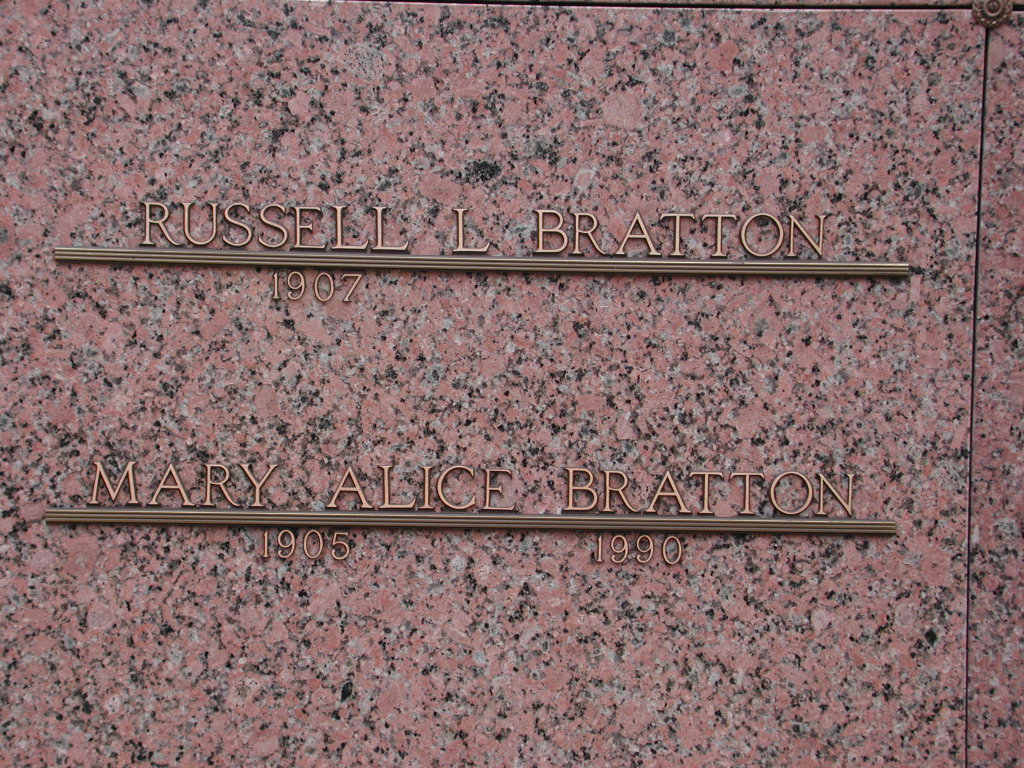 RUSSELL L BRATTON
1907
MARY ALICE BRATTON
1905 1990